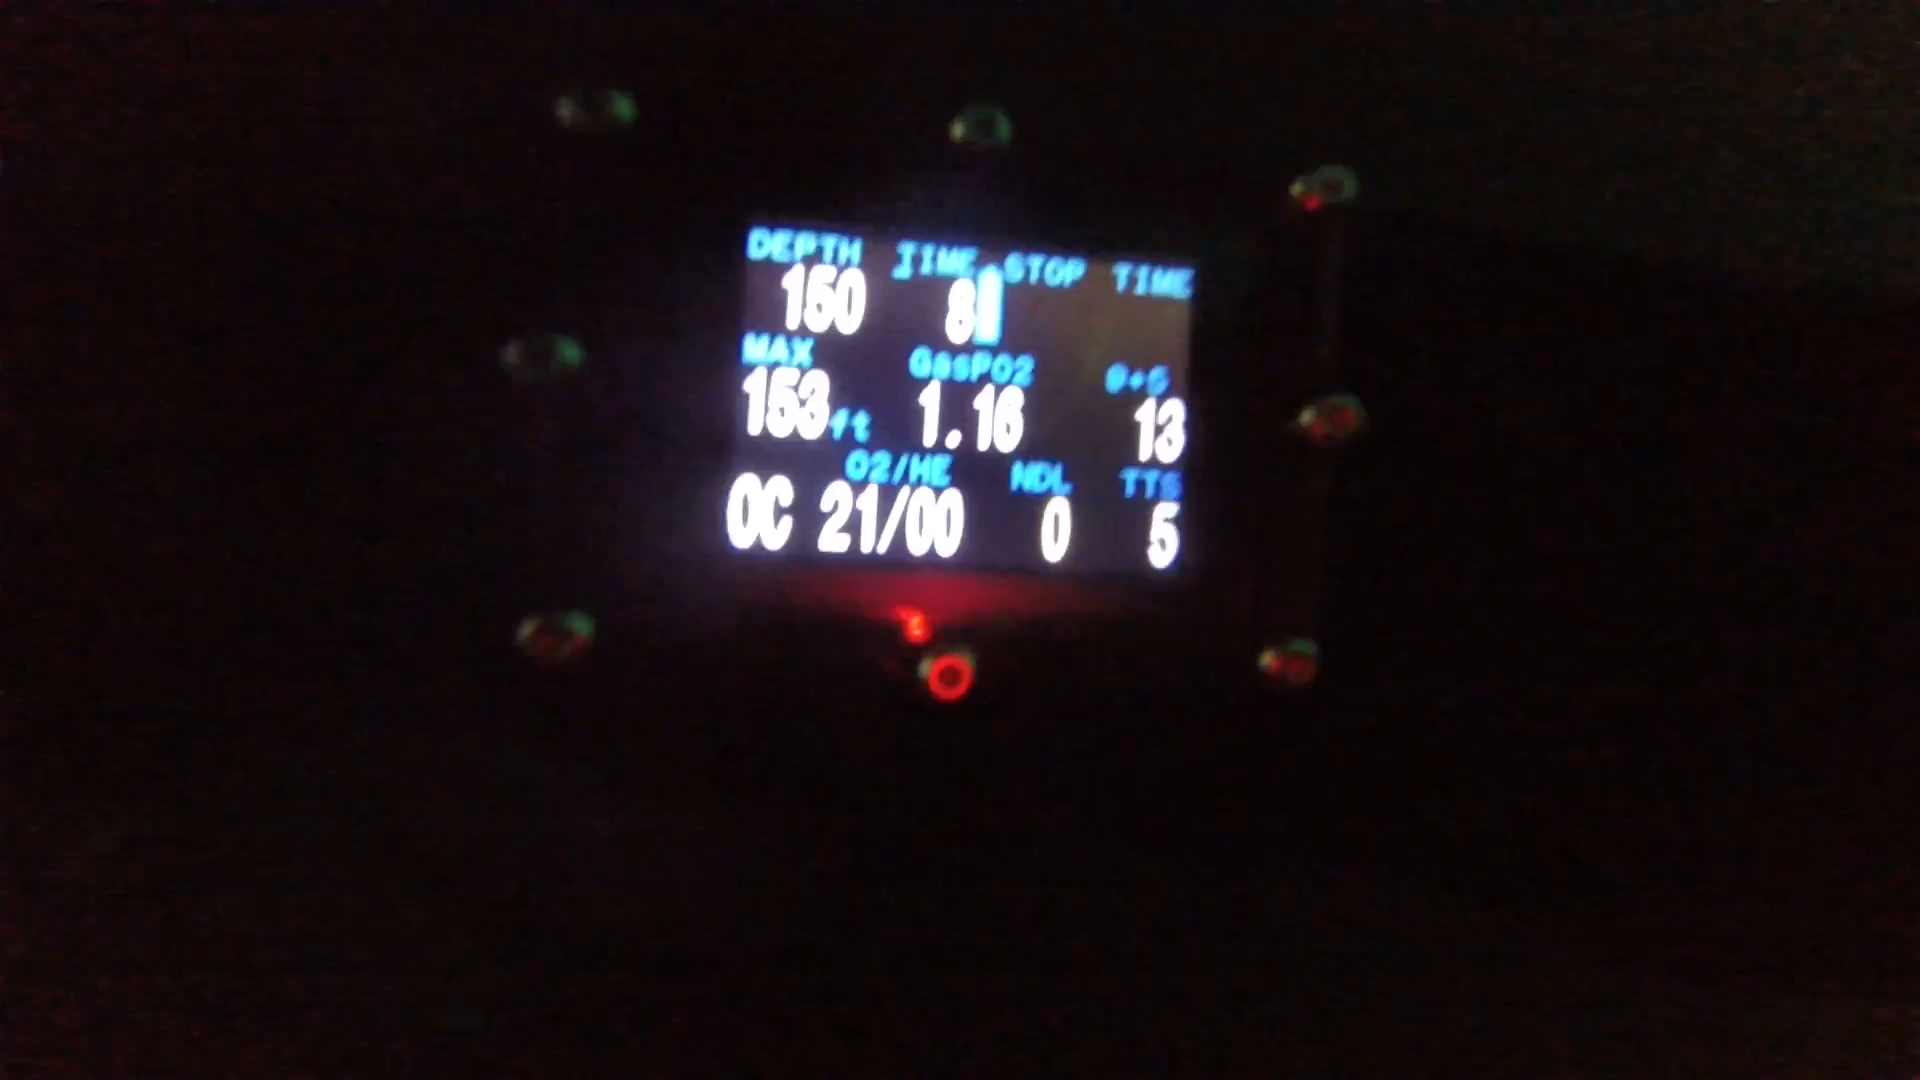 DEPTH TIME STOP TIME
150 8
MAX GasPO2 @+5
153ft 1.16 13
O2/HE NDL TTS
OC 21/00 0 5